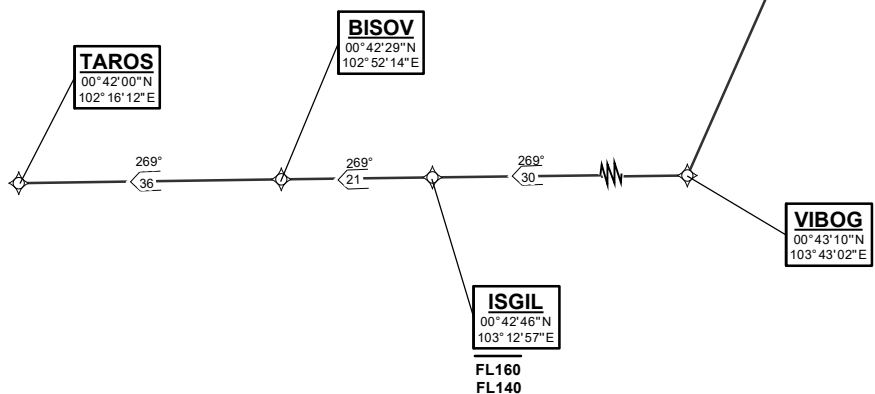 BISOV
00°42'29"N
102°52'14"E
TAROS
00°42'00"N
102°16'12"E
269°
36
269°
21
269°
30
VIBOG
00°43'10"N
103°43'02"E
ISGIL
00°42'46"N
103°12'57"E
FL160
FL140